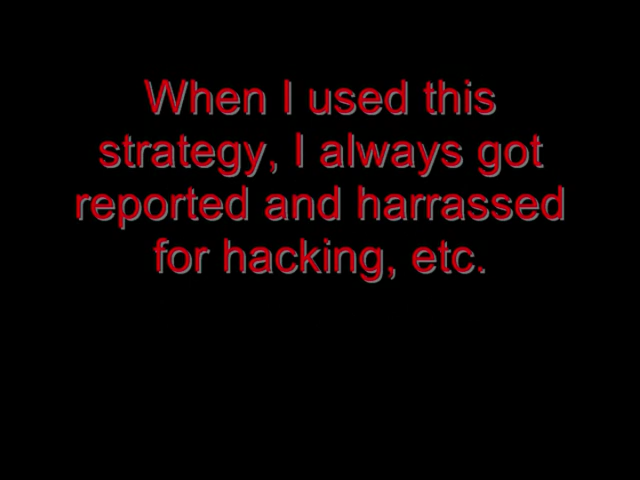 When I used this
strategy, I always got
reported and harrassed
for hacking, etc.